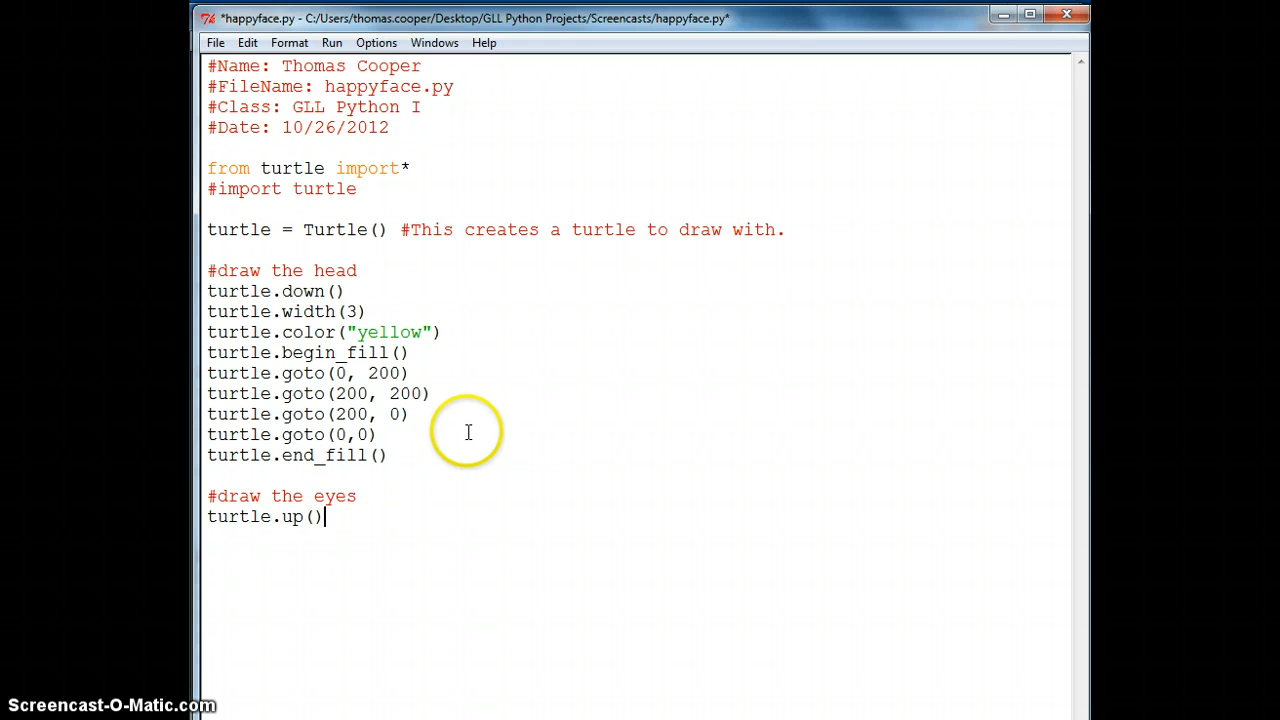 *happyface.py - C:/Users/thomas.cooper/Desktop/GLL Python Projects/Screencasts/happyface.py*
File Edit Format Run Options Windows Help
#Name: Thomas Cooper
#FileName: happyface.py
#Class: GLL Python I
#Date: 10/26/2012
from turtle import*
#import turtle
turtle = Turtle() #This creates a turtle to draw with.
#draw the head
turtle.down()
turtle.width(3)
turtle.color("yellow")
turtle.begin_fill()
turtle.goto(0, 200)
turtle.goto(200, 200)
turtle.goto(200, 0)
turtle.goto(0,0)
turtle.end_fill()
#draw the eyes
turtle.up()
Screencast-O-Matic.com